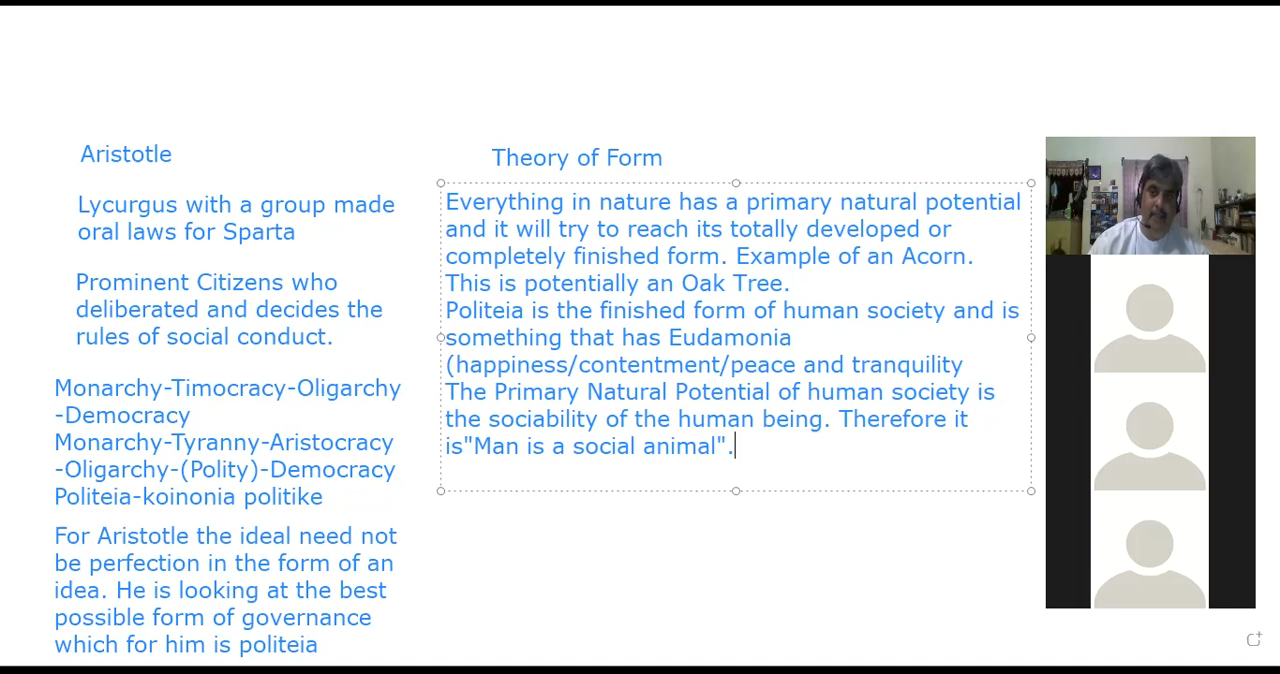 Aristotle
Lycurgus with a group made
oral laws for Sparta
Prominent Citizens who
deliberated and decides the
rules of social conduct.
Monarchy-Timocracy-Oligarchy
-Democracy
Monarchy-Tyranny-Aristocracy
-Oligarchy-(Polity)-Democracy
Politeia-koinonia politike
For Aristotle the ideal need not
be perfection in the form of an
idea. He is looking at the best
possible form of governance
which for him is politeia
Theory of Form
Everything in nature has a primary natural potential
and it will try to reach its totally developed or
completely finished form. Example of an Acorn.
This is potentially an Oak Tree.
Politeia is the finished form of human society and is
something that has Eudamonia
(happiness/contentment/peace and tranquility
The Primary Natural Potential of human society is
the sociability of the human being. Therefore it
is"Man is a social animal".